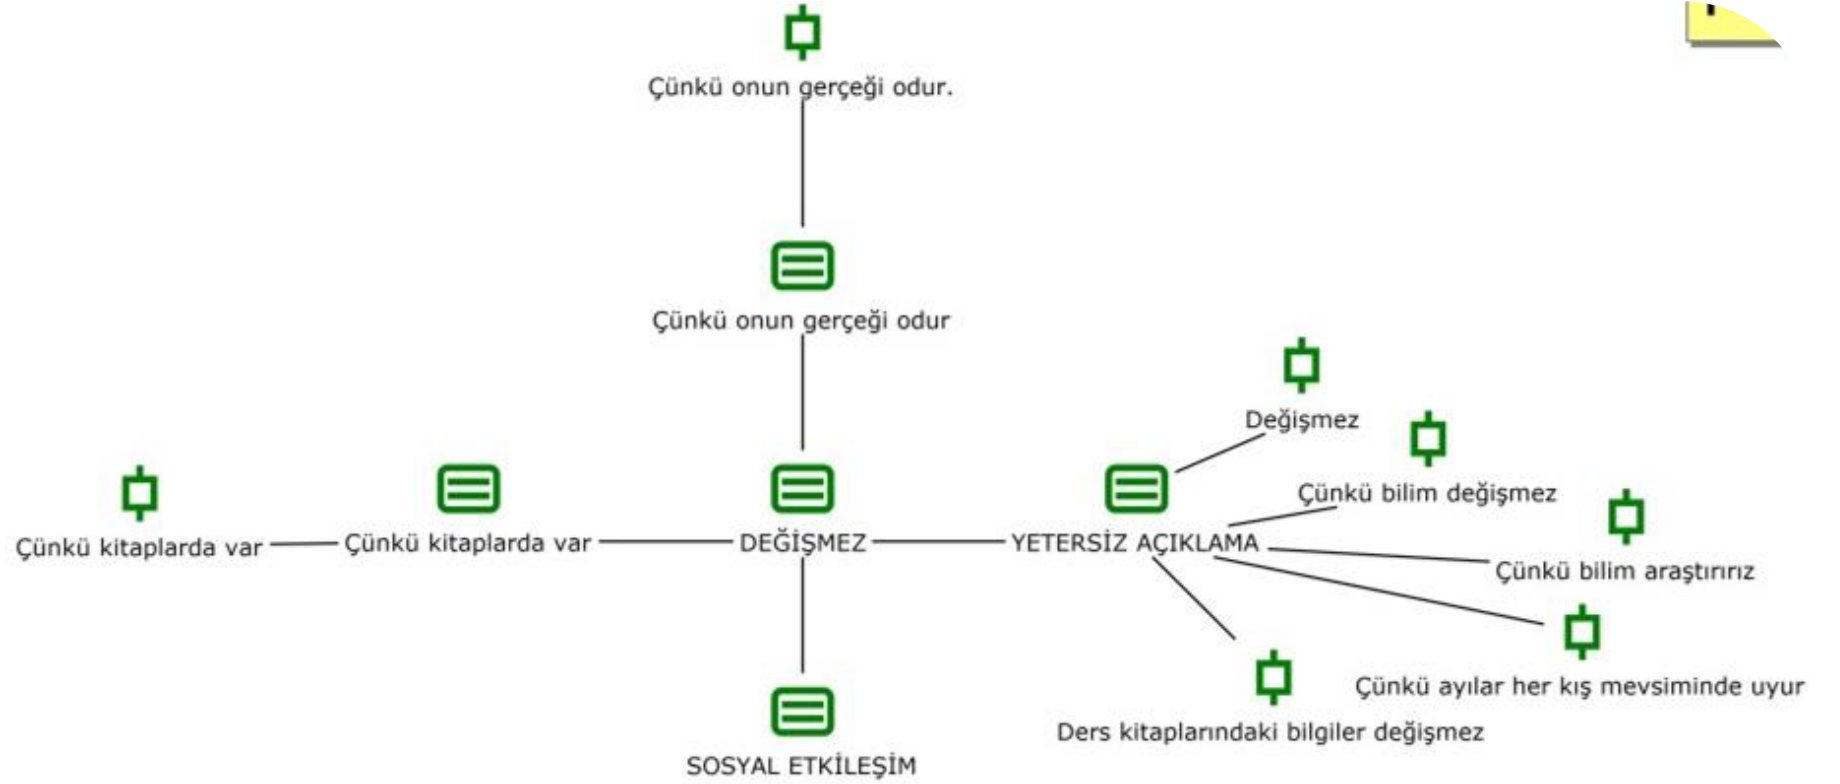 Çünkü onun gerçeği odur.
Çünkü onun gerçeği odur
Değişmez
Çünkü bilim değişmez
Çünkü kitaplarda var
Çünkü kitaplarda var
DEĞİŞMEZ
YETERSİZ AÇIKLAMA
Çünkü bilim araştırırız
Çünkü ayılar her kış mevsiminde uyur
Ders kitaplarındaki bilgiler değişmez
SOSYAL ETKİLEŞİM